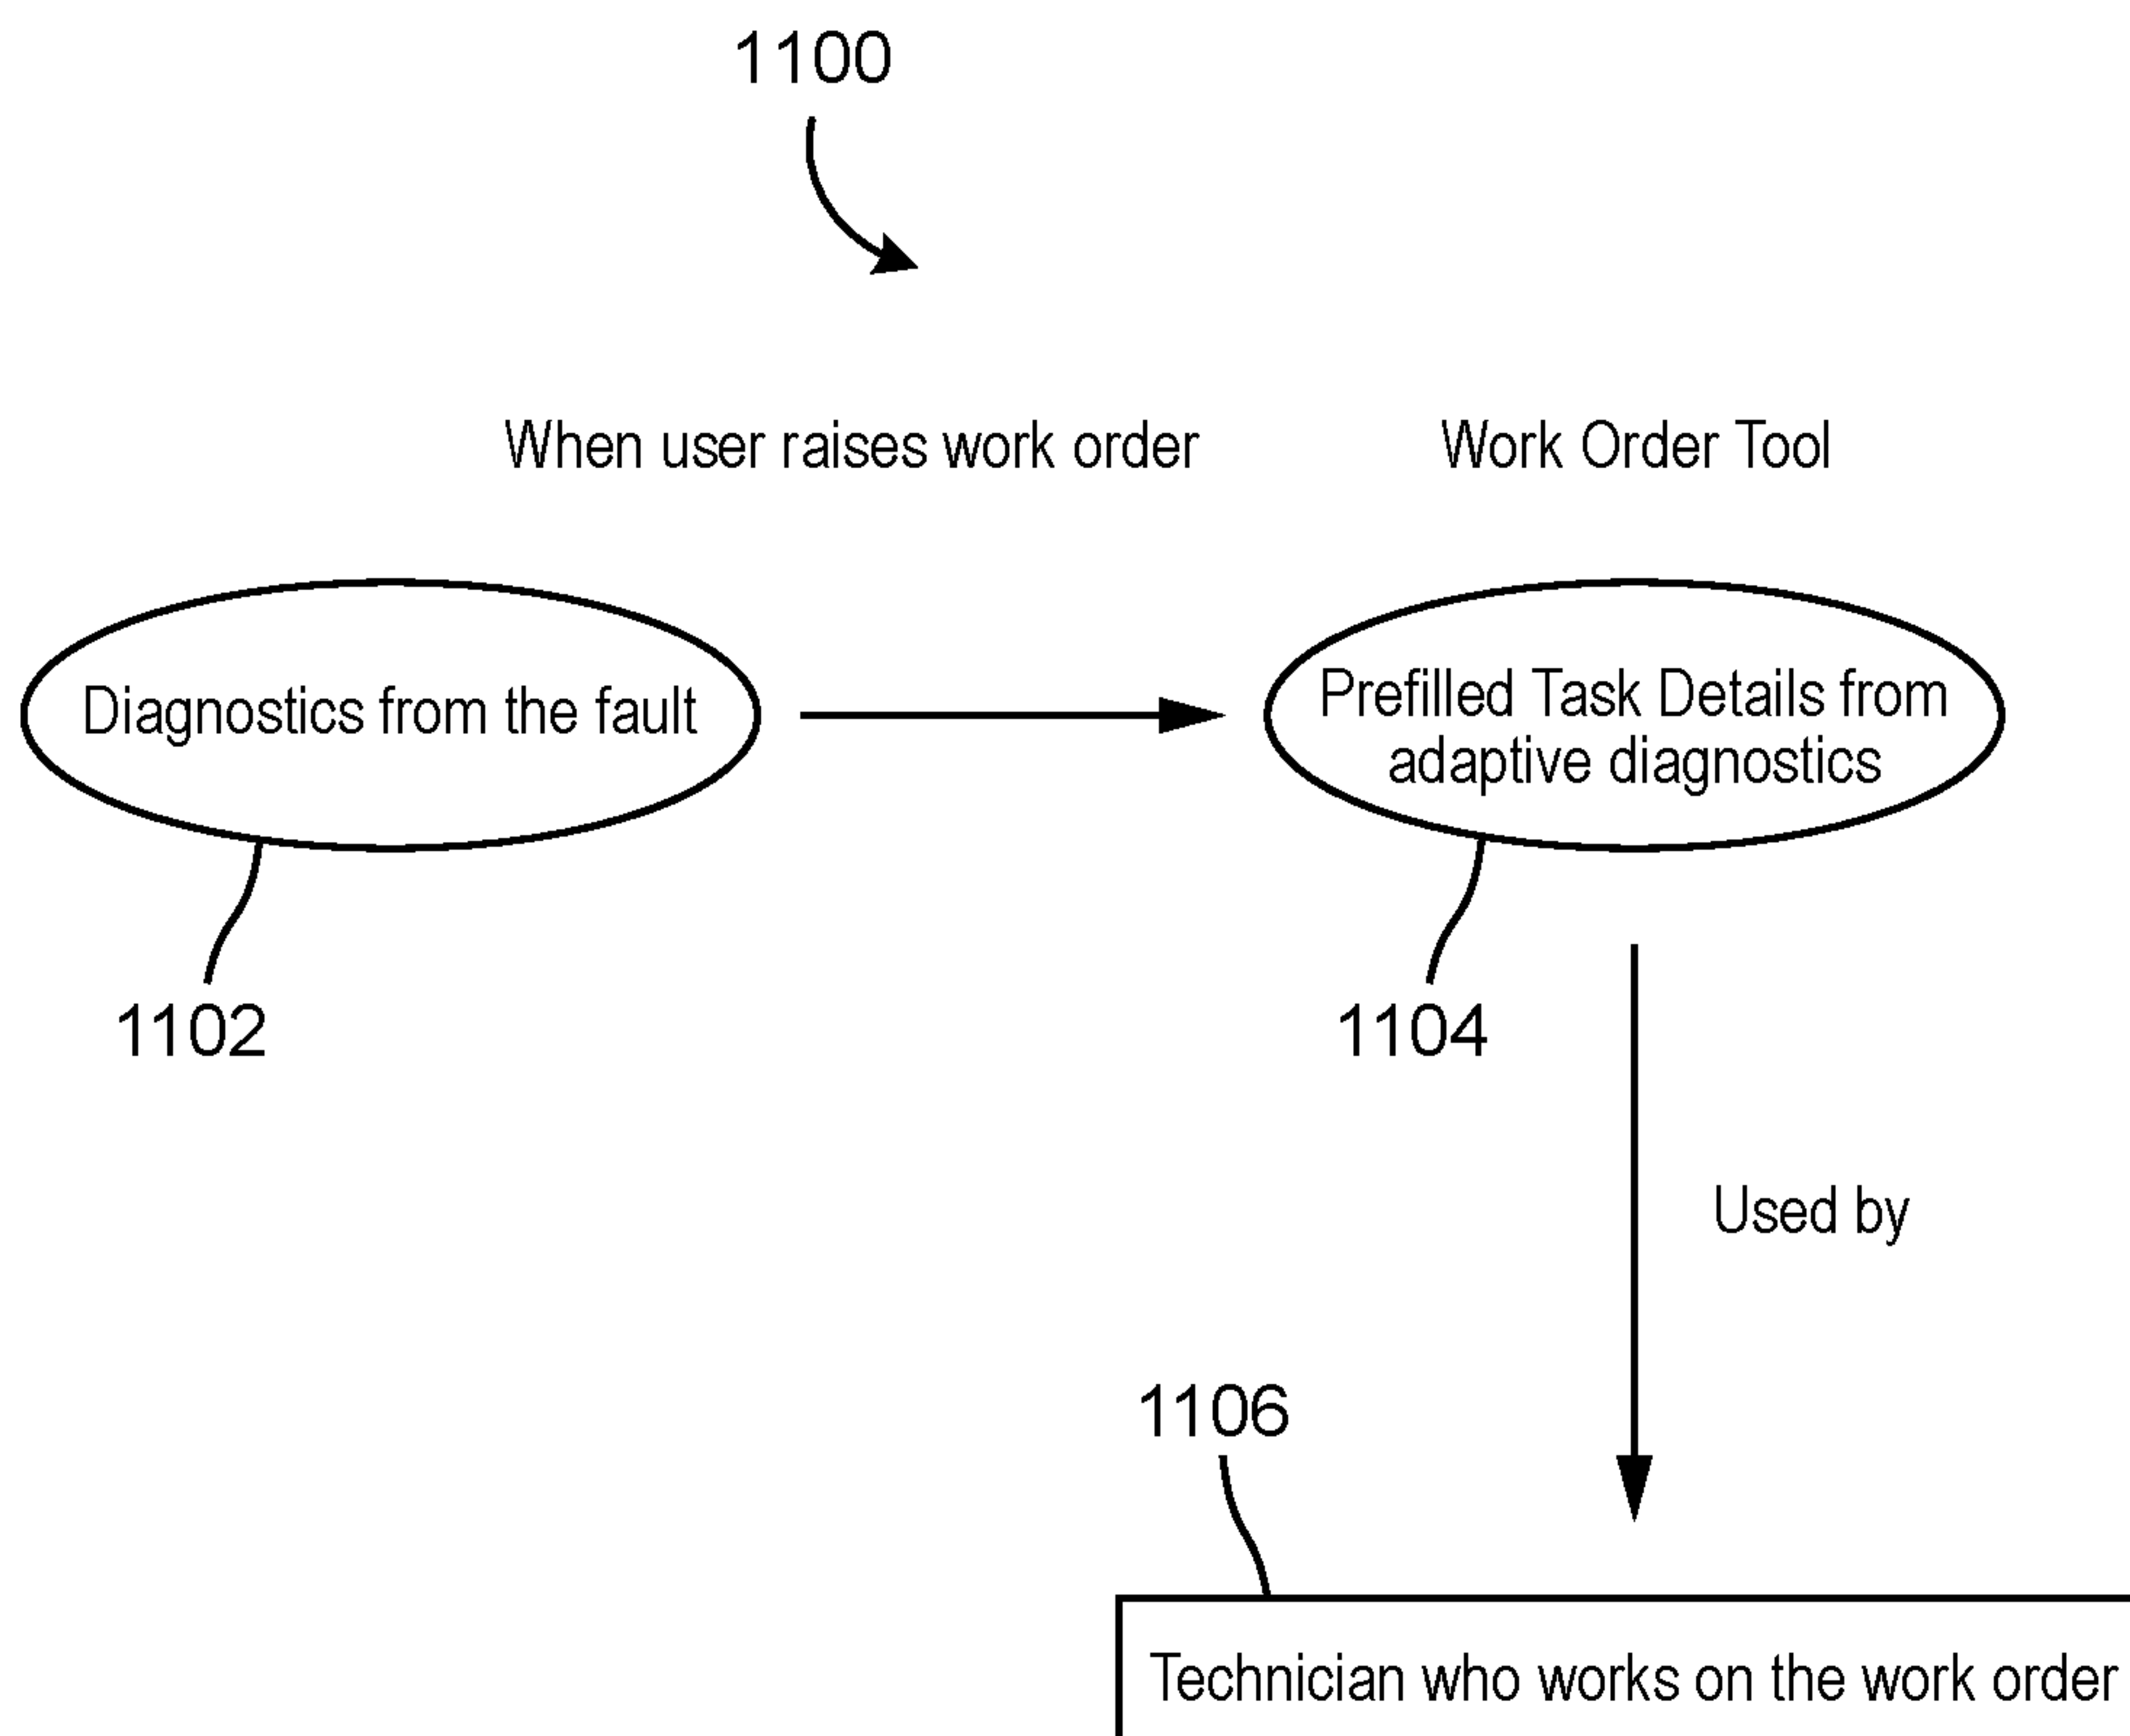 1100
When user raises work order
Work Order Tool
Diagnostics from the fault
Prefilled Task Details from
adaptive diagnostics
1102
1104
Used by
1106
Technician who works on the work order